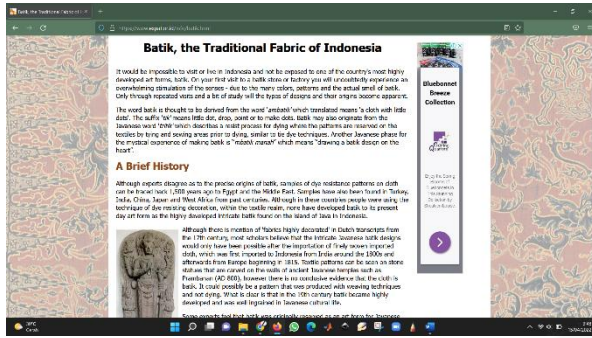 Batik, the Traditional Fabric of Indonesia
It would be impossible to visit or live in Indonesia and not be exposed to one of the country's most highly
developed art forms, batik. On your first visit to a batik store or factory you will undoubtedly experience an
overwhelming stimulation of the senses - due to the many colors, patterns and the actual smell of batik.
Only through repeated visits and a bit of study will the types of designs and their origins become apparent.
The word batik is thought to be derived from the word 'ambatik' which translated means 'a cloth with little
dots'. The suffix 'tik' means little dot, drop, point or to make dots. Batik may also originate from the
Javanese word 'tritik' which describes a resist process for dying where the patterns are reserved on the
textiles by tying and sewing areas prior to dying, similar to tie dye techniques. Another Javanese phase for
the mystical experience of making batik is "mbatik manah" which means "drawing a batik design on the
heart".
A Brief History
Although experts disagree as to the precise origins of batik, samples of dye resistance patterns on cloth
can be traced back 1,500 years ago to Egypt and the Middle East. Samples have also been found in Turkey,
India, China, Japan and West Africa from past centuries. Although in these countries people were using the
technique of dye resisting decoration, within the textile realm, none have developed batik to its present
day art form as the highly developed intricate batik found on the island of Java in Indonesia.
Although there is mention of 'fabrics highly decorated' in Dutch transcripts from
the 17th century, most scholars believe that the intricate Javanese batik designs
would only have been possible after the importation of finely woven imported
cloth, which was first imported to Indonesia from India around the 1800s and
afterwards from Europe beginning in 1815. Textile patterns can be seen on stone
statues that are carved on the walls of ancient Javanese temples such as
Prambanan (AD 800), however there is no conclusive evidence that the cloth is
batik. It could possibly be a pattern that was produced with weaving techniques
and not dying. What is clear is that in the 19th century batik became highly
developed and was well ingrained in Javanese cultural life.
Some experts feel that batik was originally reserved as an art form for Javanese
Bluebonnet
Breeze
Collection